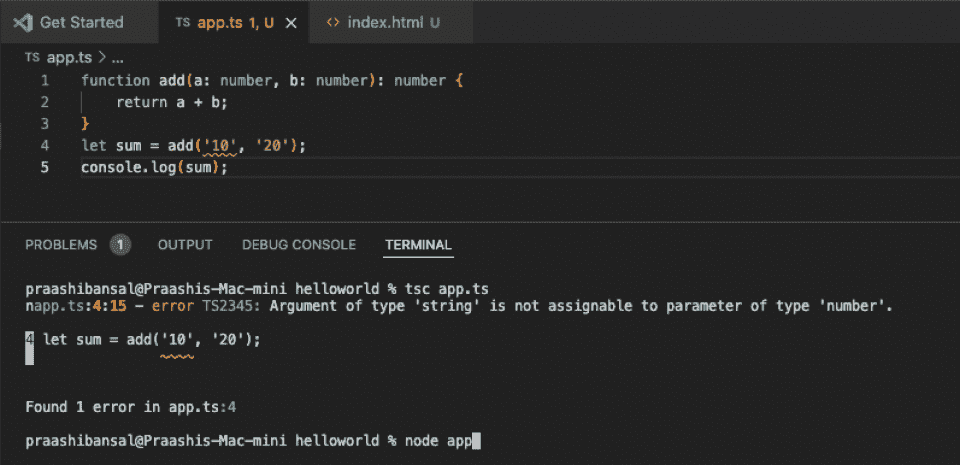 Get Started TS app.ts 1, U × <> index.html U
TS app.ts > ...
1 function add(a: number, b: number): number {
2 return a + b;
3 }
4 let sum = add('10', '20');
5 console.log(sum);
PROBLEMS 1 OUTPUT DEBUG CONSOLE TERMINAL
praashibansal@Praashis-Mac-mini helloworld % tsc app.ts
napp.ts:4:15 - error TS2345: Argument of type 'string' is not assignable to parameter of type 'number'.
4 let sum = add('10', '20');
Found 1 error in app.ts:4
praashibansal@Praashis-Mac-mini helloworld % node app